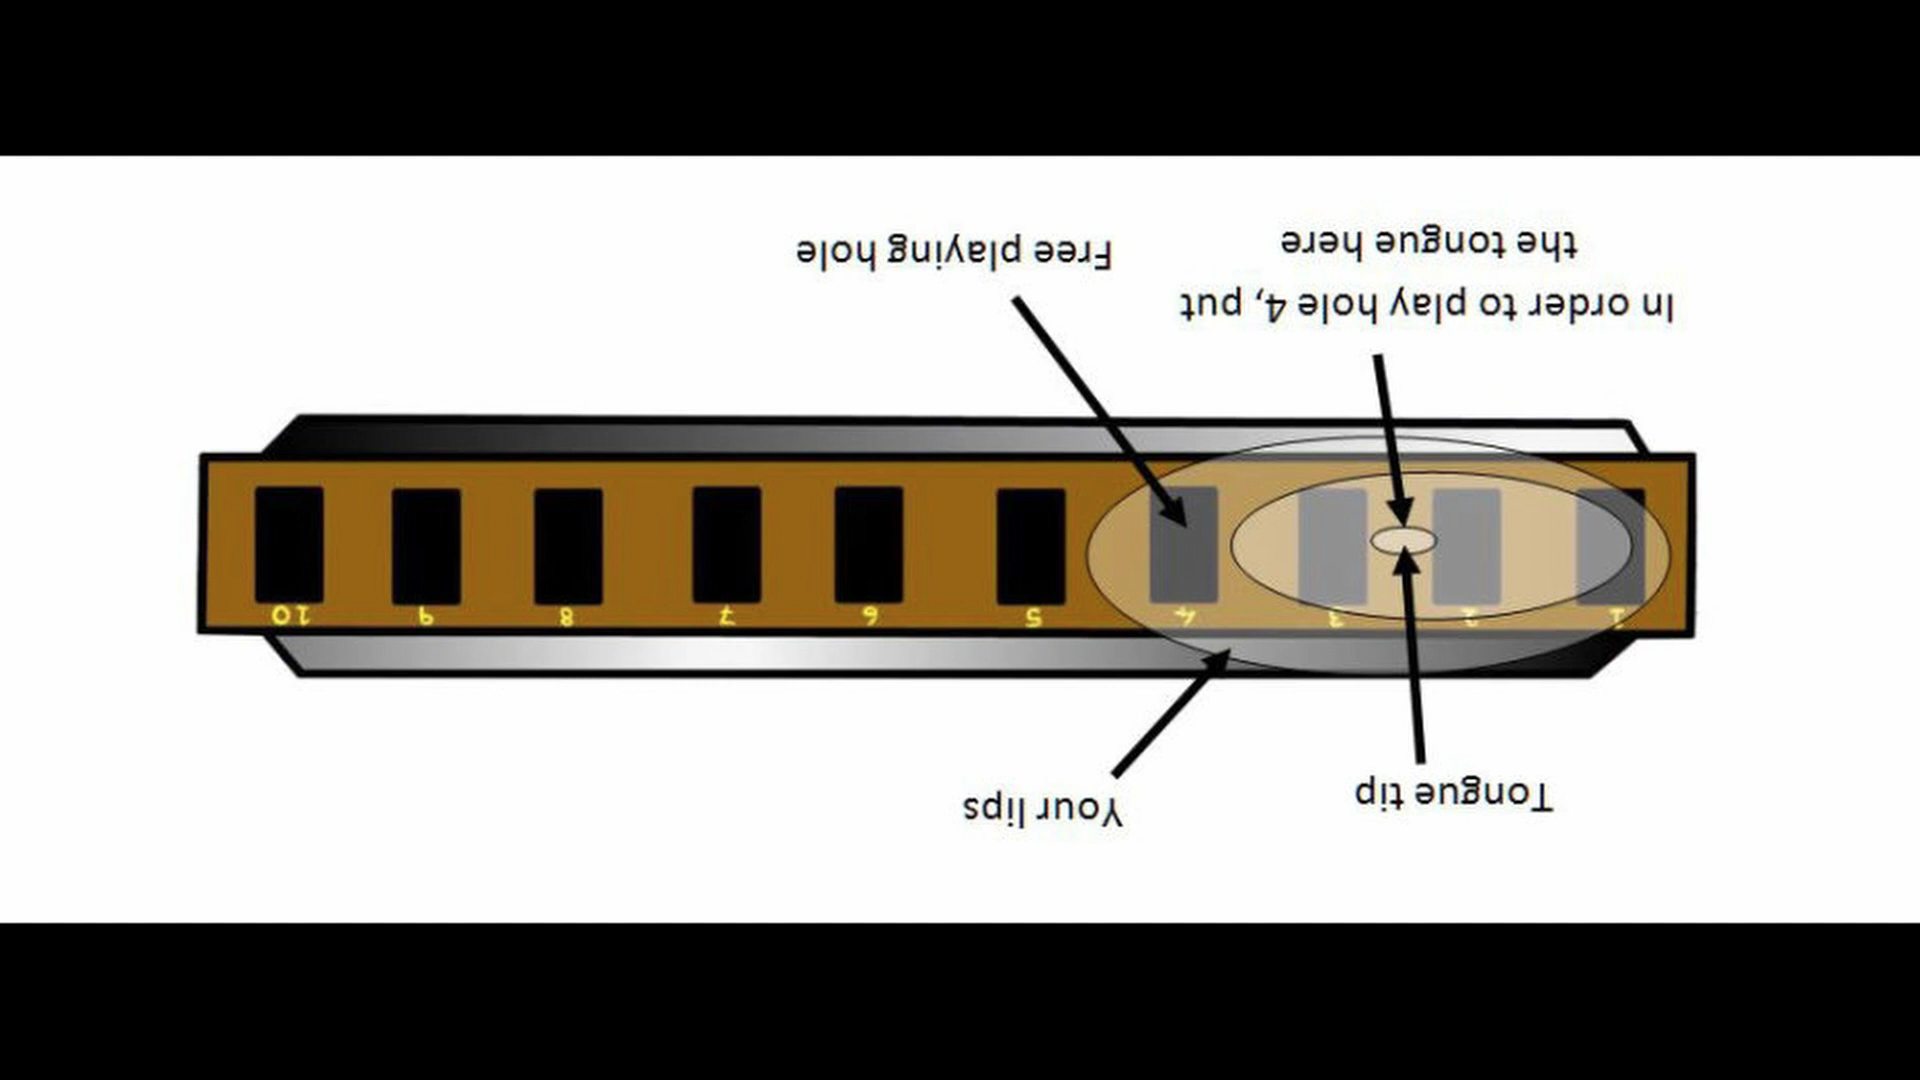 Tongue tip
Your lips
1 2 3 4 5 6 7 8 9 10
In order to play hole 4, put
the tongue here
Free playing hole